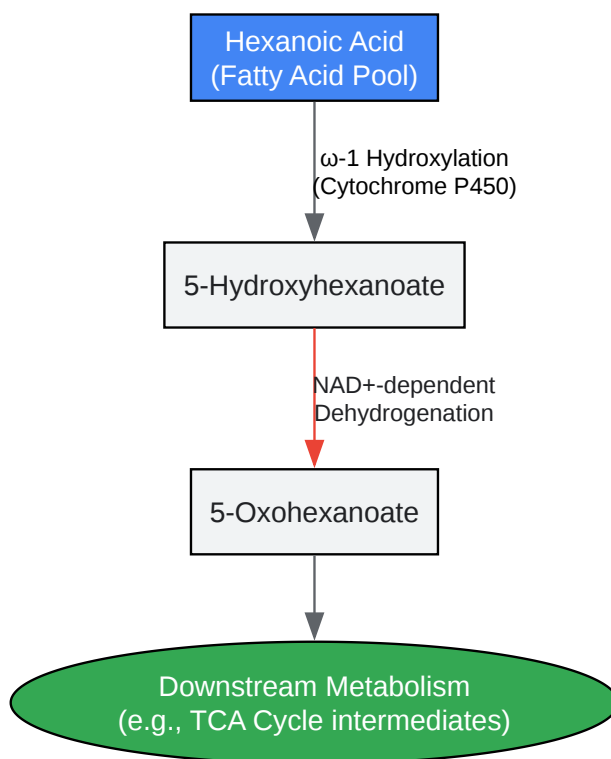 Hexanoic Acid
(Fatty Acid Pool)
ω-1 Hydroxylation
(Cytochrome P450)
5-Hydroxyhexanoate
NAD+-dependent
Dehydrogenation
5-Oxohexanoate
Downstream Metabolism
(e.g., TCA Cycle intermediates)